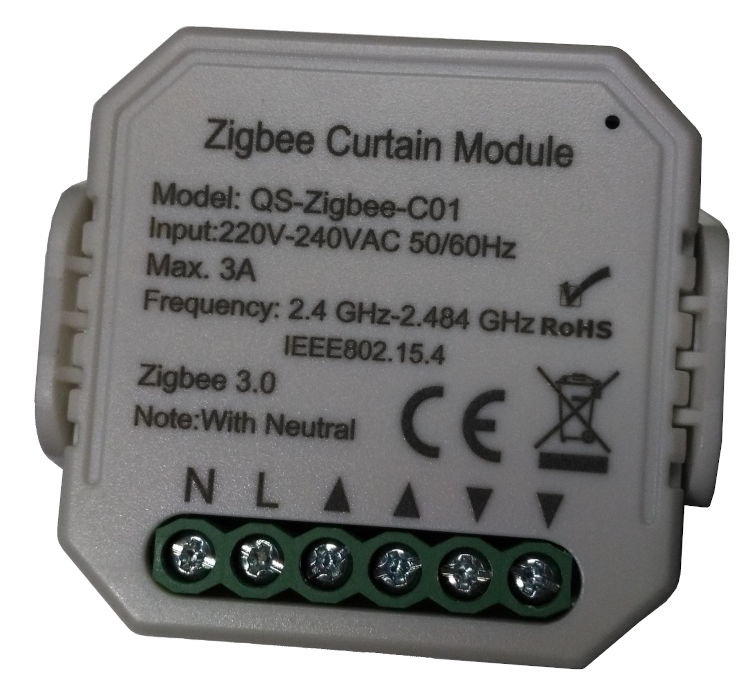 Zigbee Curtain Module
Model: QS-Zigbee-C01
Input:220V-240VAC 50/60Hz
Max. 3A
Frequency: 2.4 GHz-2.484 GHz
RoHS
IEEE802.15.4
Zigbee 3.0
Note:With Neutral
CE
N L ▲ ▲ ▼ ▼